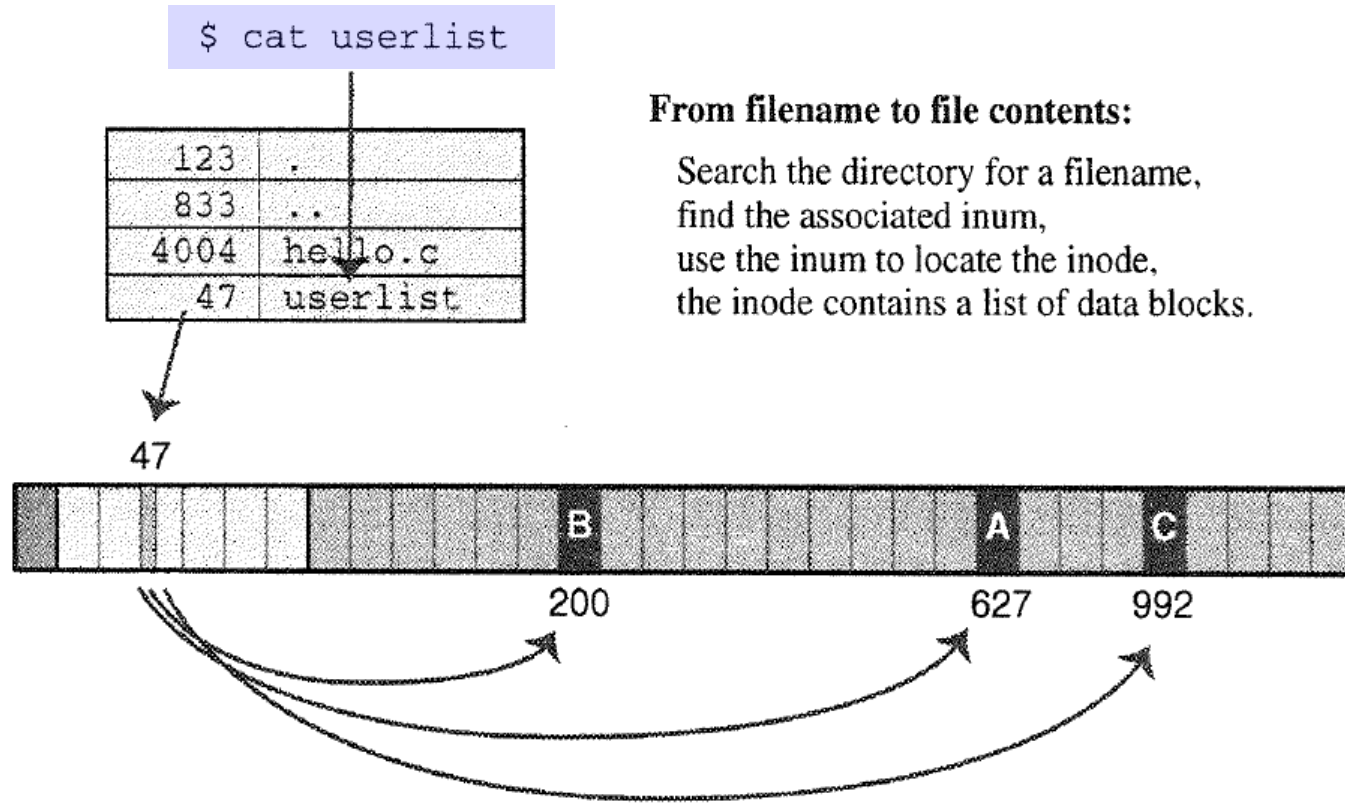 $ cat userlist
From filename to file contents:
Search the directory for a filename,
find the associated inum,
use the inum to locate the inode,
the inode contains a list of data blocks.
123 .
833 ..
4004 hello.c
47 userlist
47
B A C
200 627 992